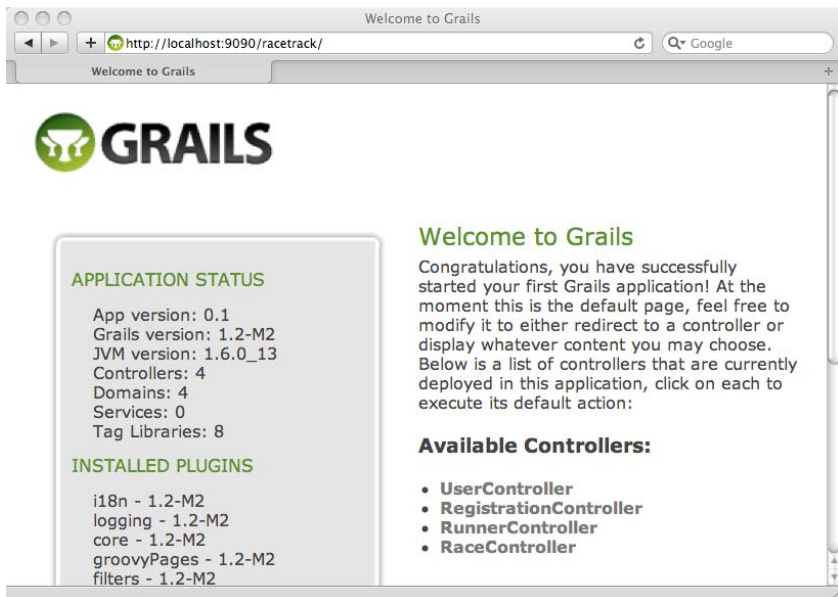 Welcome to Grails
http://localhost:9090/racetrack/
Google
Welcome to Grails
GRAILS
APPLICATION STATUS
App version: 0.1
Grails version: 1.2-M2
JVM version: 1.6.0_13
Controllers: 4
Domains: 4
Services: 0
Tag Libraries: 8
INSTALLED PLUGINS
i18n - 1.2-M2
logging - 1.2-M2
core - 1.2-M2
groovyPages - 1.2-M2
filters - 1.2-M2
Welcome to Grails
Congratulations, you have successfully
started your first Grails application! At the
moment this is the default page, feel free to
modify it to either redirect to a controller or
display whatever content you may choose.
Below is a list of controllers that are currently
deployed in this application, click on each to
execute its default action:
Available Controllers:
• UserController
• RegistrationController
• RunnerController
• RaceController